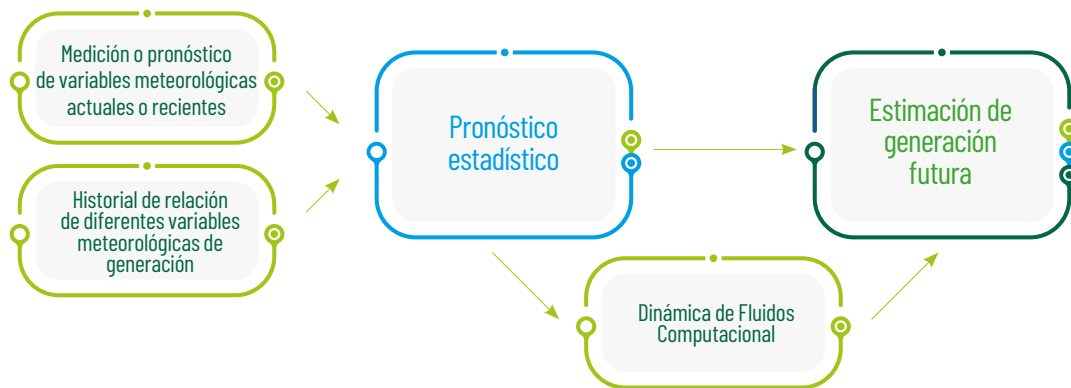 Medición o pronóstico
de variables meteorológicas
actuales o recientes
Historial de relación
de diferentes variables
meteorológicas de
generación
Pronóstico
estadístico
Dinámica de Fluidos
Computacional
Estimación de
generación
futura